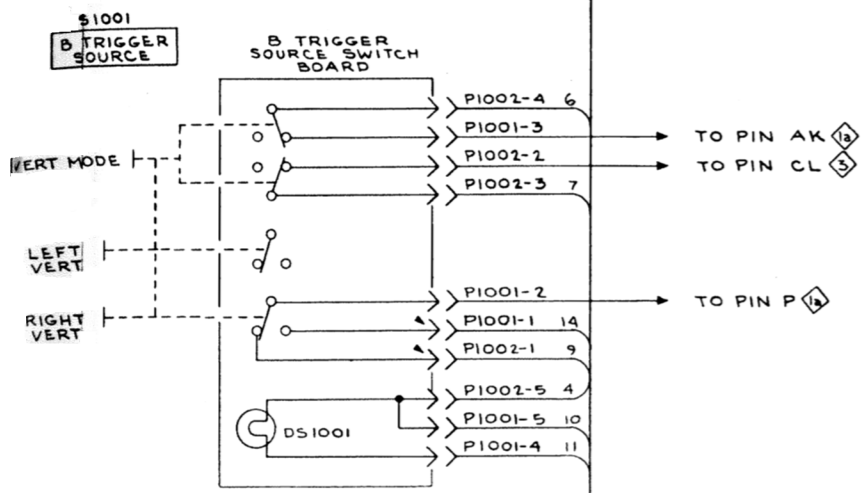 S1001
B TRIGGER
SOURCE
B TRIGGER
SOURCE SWITCH
BOARD
P1002-4 6
P1001-3 TO PIN AK 1a
VERT MODE
P1002-2 TO PIN CL 3
P1002-3 7
LEFT
VERT
P1001-2 TO PIN P 1a
RIGHT
VERT
P1001-1 14
P1002-1 9
P1002-5 4
DS1001
P1001-5 10
P1001-4 11